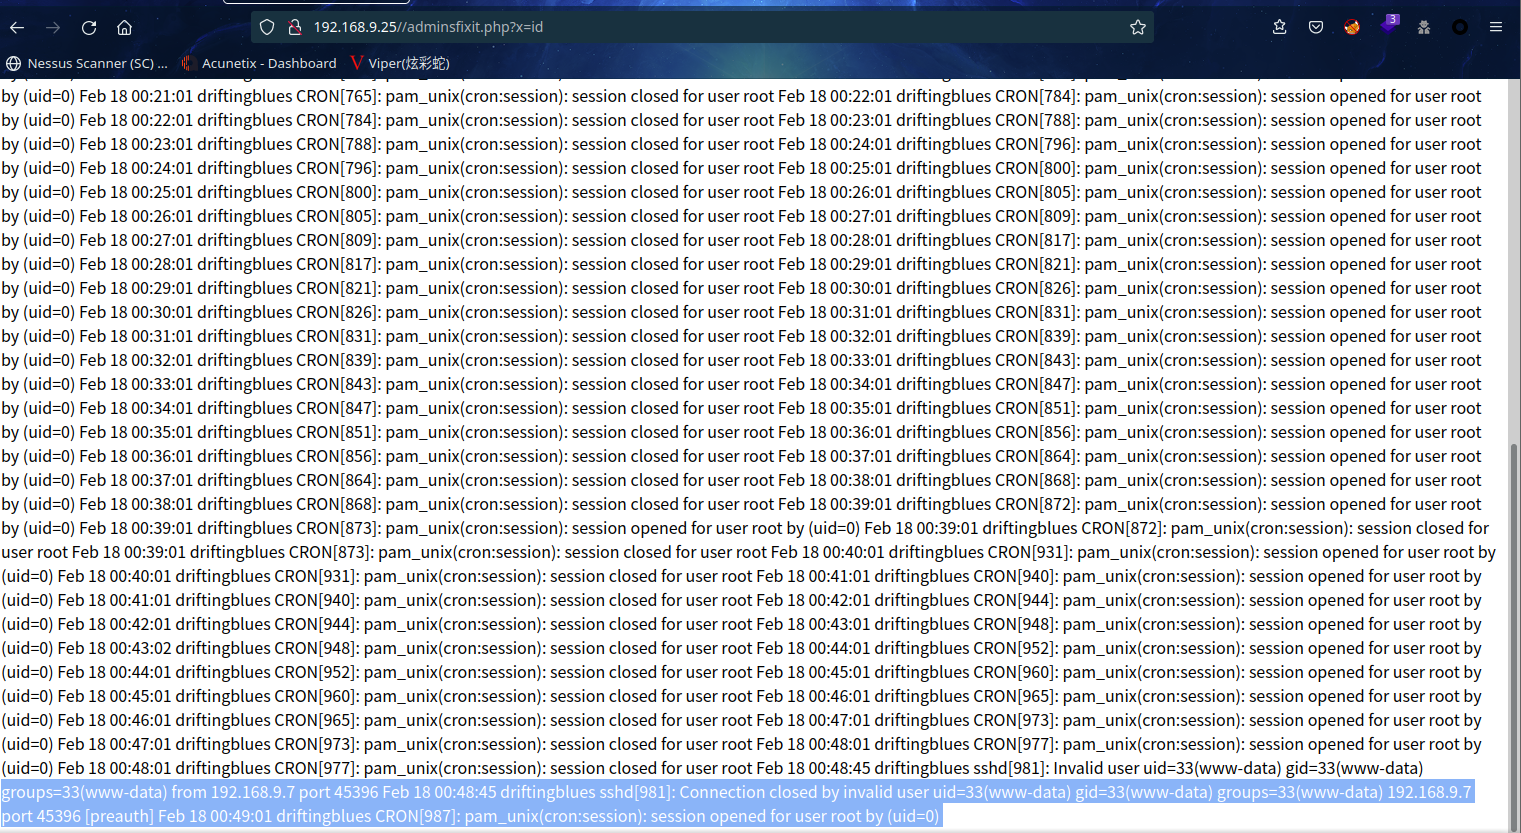 192.168.9.25//adminsfixit.php?x=id
3
Nessus Scanner (SC) ...
Acunetix - Dashboard
Viper(炫彩蛇)
by (uid=0) Feb 18 00:21:01 driftingblues CRON[765]: pam_unix(cron:session): session closed for user root Feb 18 00:22:01 driftingblues CRON[784]: pam_unix(cron:session): session opened for user root
by (uid=0) Feb 18 00:22:01 driftingblues CRON[784]: pam_unix(cron:session): session closed for user root Feb 18 00:23:01 driftingblues CRON[788]: pam_unix(cron:session): session opened for user root
by (uid=0) Feb 18 00:23:01 driftingblues CRON[788]: pam_unix(cron:session): session closed for user root Feb 18 00:24:01 driftingblues CRON[796]: pam_unix(cron:session): session opened for user root
by (uid=0) Feb 18 00:24:01 driftingblues CRON[796]: pam_unix(cron:session): session closed for user root Feb 18 00:25:01 driftingblues CRON[800]: pam_unix(cron:session): session opened for user root
by (uid=0) Feb 18 00:25:01 driftingblues CRON[800]: pam_unix(cron:session): session closed for user root Feb 18 00:26:01 driftingblues CRON[805]: pam_unix(cron:session): session opened for user root
by (uid=0) Feb 18 00:26:01 driftingblues CRON[805]: pam_unix(cron:session): session closed for user root Feb 18 00:27:01 driftingblues CRON[809]: pam_unix(cron:session): session opened for user root
by (uid=0) Feb 18 00:27:01 driftingblues CRON[809]: pam_unix(cron:session): session closed for user root Feb 18 00:28:01 driftingblues CRON[817]: pam_unix(cron:session): session opened for user root
by (uid=0) Feb 18 00:28:01 driftingblues CRON[817]: pam_unix(cron:session): session closed for user root Feb 18 00:29:01 driftingblues CRON[821]: pam_unix(cron:session): session opened for user root
by (uid=0) Feb 18 00:29:01 driftingblues CRON[821]: pam_unix(cron:session): session closed for user root Feb 18 00:30:01 driftingblues CRON[826]: pam_unix(cron:session): session opened for user root
by (uid=0) Feb 18 00:30:01 driftingblues CRON[826]: pam_unix(cron:session): session closed for user root Feb 18 00:31:01 driftingblues CRON[831]: pam_unix(cron:session): session opened for user root
by (uid=0) Feb 18 00:31:01 driftingblues CRON[831]: pam_unix(cron:session): session closed for user root Feb 18 00:32:01 driftingblues CRON[839]: pam_unix(cron:session): session opened for user root
by (uid=0) Feb 18 00:32:01 driftingblues CRON[839]: pam_unix(cron:session): session closed for user root Feb 18 00:33:01 driftingblues CRON[843]: pam_unix(cron:session): session opened for user root
by (uid=0) Feb 18 00:33:01 driftingblues CRON[843]: pam_unix(cron:session): session closed for user root Feb 18 00:34:01 driftingblues CRON[847]: pam_unix(cron:session): session opened for user root
by (uid=0) Feb 18 00:34:01 driftingblues CRON[847]: pam_unix(cron:session): session closed for user root Feb 18 00:35:01 driftingblues CRON[851]: pam_unix(cron:session): session opened for user root
by (uid=0) Feb 18 00:35:01 driftingblues CRON[851]: pam_unix(cron:session): session closed for user root Feb 18 00:36:01 driftingblues CRON[856]: pam_unix(cron:session): session opened for user root
by (uid=0) Feb 18 00:36:01 driftingblues CRON[856]: pam_unix(cron:session): session closed for user root Feb 18 00:37:01 driftingblues CRON[864]: pam_unix(cron:session): session opened for user root
by (uid=0) Feb 18 00:37:01 driftingblues CRON[864]: pam_unix(cron:session): session closed for user root Feb 18 00:38:01 driftingblues CRON[868]: pam_unix(cron:session): session opened for user root
by (uid=0) Feb 18 00:38:01 driftingblues CRON[868]: pam_unix(cron:session): session closed for user root Feb 18 00:39:01 driftingblues CRON[872]: pam_unix(cron:session): session opened for user root
by (uid=0) Feb 18 00:39:01 driftingblues CRON[873]: pam_unix(cron:session): session opened for user root by (uid=0) Feb 18 00:39:01 driftingblues CRON[872]: pam_unix(cron:session): session closed for
user root Feb 18 00:39:01 driftingblues CRON[873]: pam_unix(cron:session): session closed for user root Feb 18 00:40:01 driftingblues CRON[931]: pam_unix(cron:session): session opened for user root by
(uid=0) Feb 18 00:40:01 driftingblues CRON[931]: pam_unix(cron:session): session closed for user root Feb 18 00:41:01 driftingblues CRON[940]: pam_unix(cron:session): session opened for user root by
(uid=0) Feb 18 00:41:01 driftingblues CRON[940]: pam_unix(cron:session): session closed for user root Feb 18 00:42:01 driftingblues CRON[944]: pam_unix(cron:session): session opened for user root by
(uid=0) Feb 18 00:42:01 driftingblues CRON[944]: pam_unix(cron:session): session closed for user root Feb 18 00:43:01 driftingblues CRON[948]: pam_unix(cron:session): session opened for user root by
(uid=0) Feb 18 00:43:02 driftingblues CRON[948]: pam_unix(cron:session): session closed for user root Feb 18 00:44:01 driftingblues CRON[952]: pam_unix(cron:session): session opened for user root by
(uid=0) Feb 18 00:44:01 driftingblues CRON[952]: pam_unix(cron:session): session closed for user root Feb 18 00:45:01 driftingblues CRON[960]: pam_unix(cron:session): session opened for user root by
(uid=0) Feb 18 00:45:01 driftingblues CRON[960]: pam_unix(cron:session): session closed for user root Feb 18 00:46:01 driftingblues CRON[965]: pam_unix(cron:session): session opened for user root by
(uid=0) Feb 18 00:46:01 driftingblues CRON[965]: pam_unix(cron:session): session closed for user root Feb 18 00:47:01 driftingblues CRON[973]: pam_unix(cron:session): session opened for user root by
(uid=0) Feb 18 00:47:01 driftingblues CRON[973]: pam_unix(cron:session): session closed for user root Feb 18 00:48:01 driftingblues CRON[977]: pam_unix(cron:session): session opened for user root by
(uid=0) Feb 18 00:48:01 driftingblues CRON[977]: pam_unix(cron:session): session closed for user root Feb 18 00:48:45 driftingblues sshd[981]: Invalid user uid=33(www-data) gid=33(www-data)
groups=33(www-data) from 192.168.9.7 port 45396 Feb 18 00:48:45 driftingblues sshd[981]: Connection closed by invalid user uid=33(www-data) gid=33(www-data) groups=33(www-data) 192.168.9.7
port 45396 [preauth] Feb 18 00:49:01 driftingblues CRON[987]: pam_unix(cron:session): session opened for user root by (uid=0)